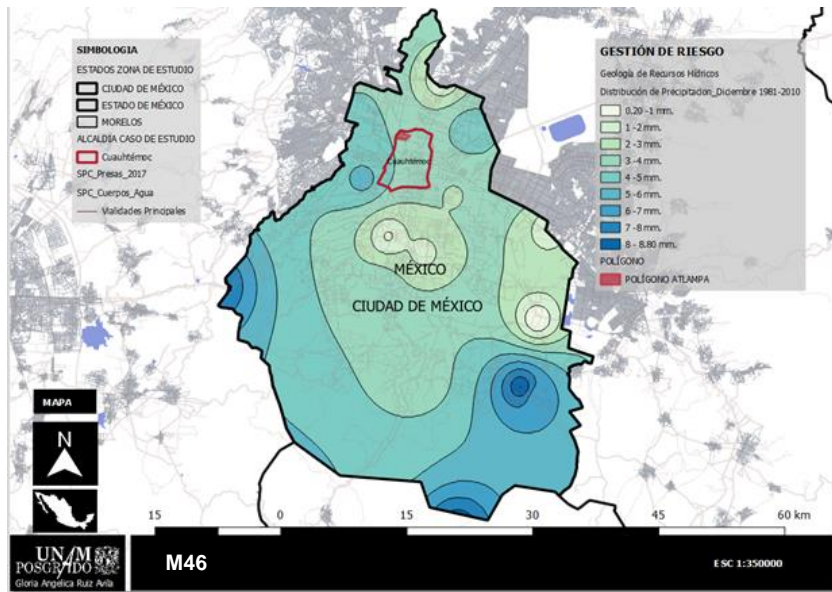 SIMBOLOGIA
ESTADOS ZONA DE ESTUDIO
CIUDAD DE MÉXICO
ESTADO DE MÉXICO
MORELOS
ALCALDÍA CASO DE ESTUDIO
Cuauhtémoc
SPC_Presas_2017
SPC_Cuerpos_Agua
Vialidades Principales
GESTIÓN DE RIESGO
Geología de Recursos Hídricos
Distribución de Precipitación_Diciembre 1981-2010
0.20 -1 mm.
1 -2 mm.
2 -3 mm.
3 -4 mm.
4 -5 mm.
5 -6 mm.
6 -7 mm.
7 -8 mm.
8 - 8.80 mm.
POLÍGONO
POLÍGONO ATLAMPA
Cuauhtémoc
MÉXICO
CIUDAD DE MÉXICO
MAPA
N
15 0 15 30 45 60 km
UNAM
POSGRADO
Gloria Angélica Ruiz Avila
M46
ESC 1:350000